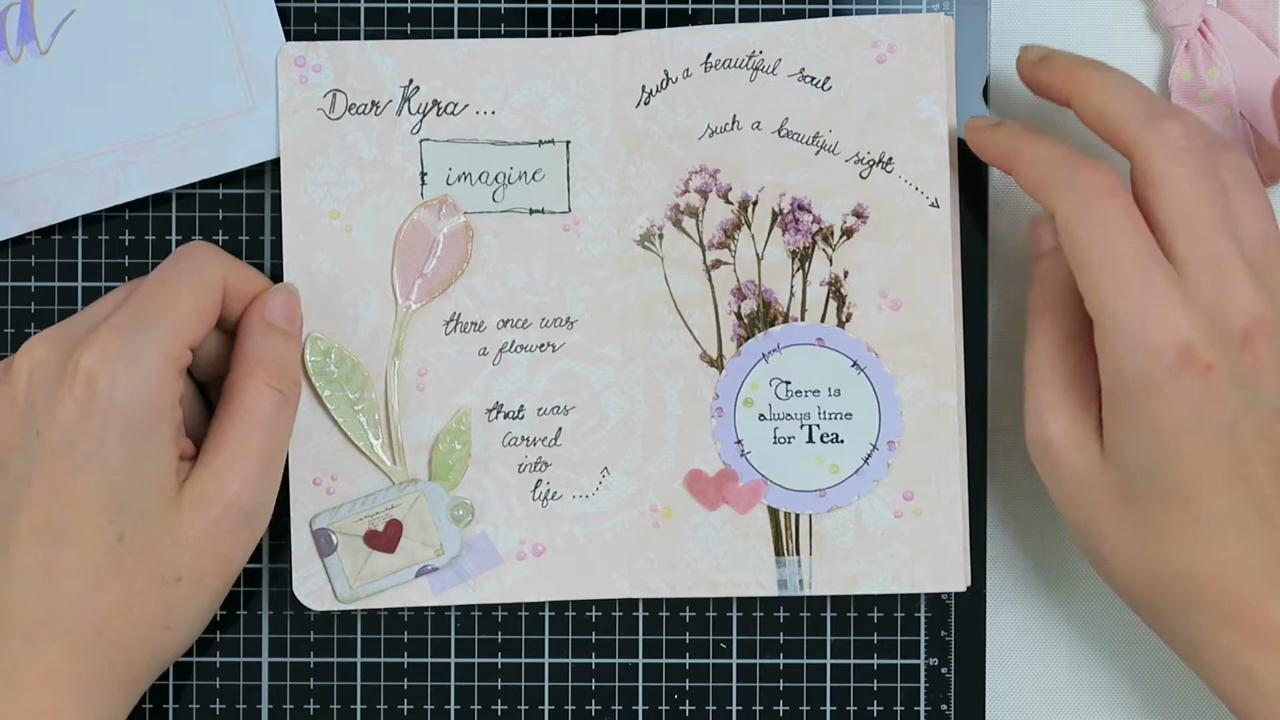 Dear Kyra ...
imagine
there once was
a flower
that was
carved
into
life ......
such a beautiful soul
such a beautiful sight ......
There is
always time
for Tea.